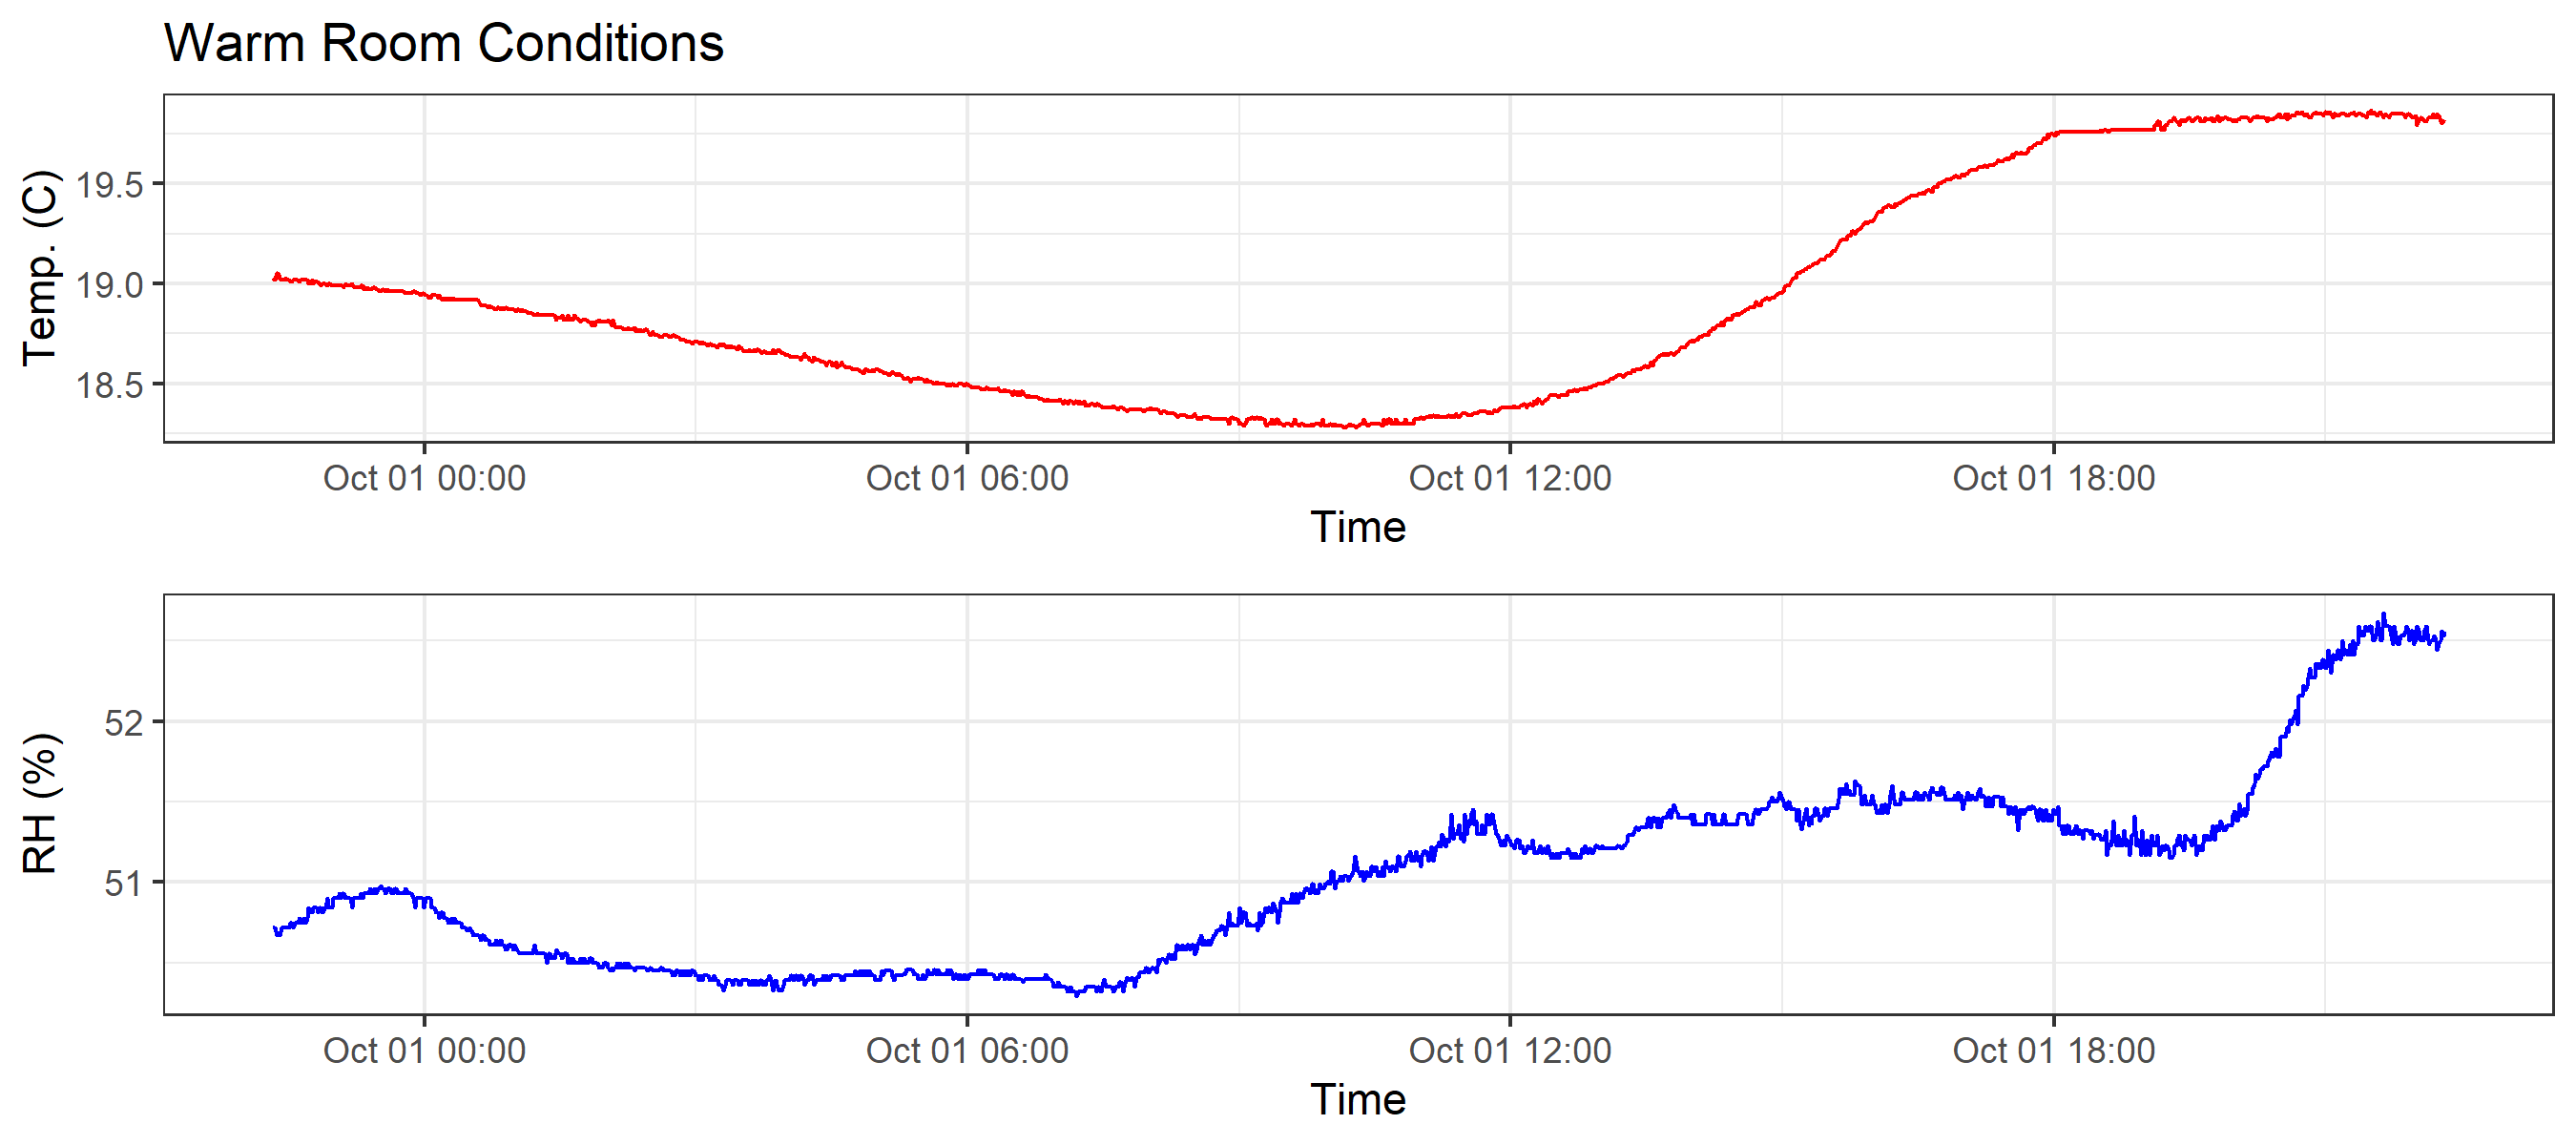 Warm Room Conditions
Temp. (C)
19.5
19.0
18.5
Oct 01 00:00 Oct 01 06:00 Oct 01 12:00 Oct 01 18:00
Time
RH (%)
52
51
Oct 01 00:00 Oct 01 06:00 Oct 01 12:00 Oct 01 18:00
Time